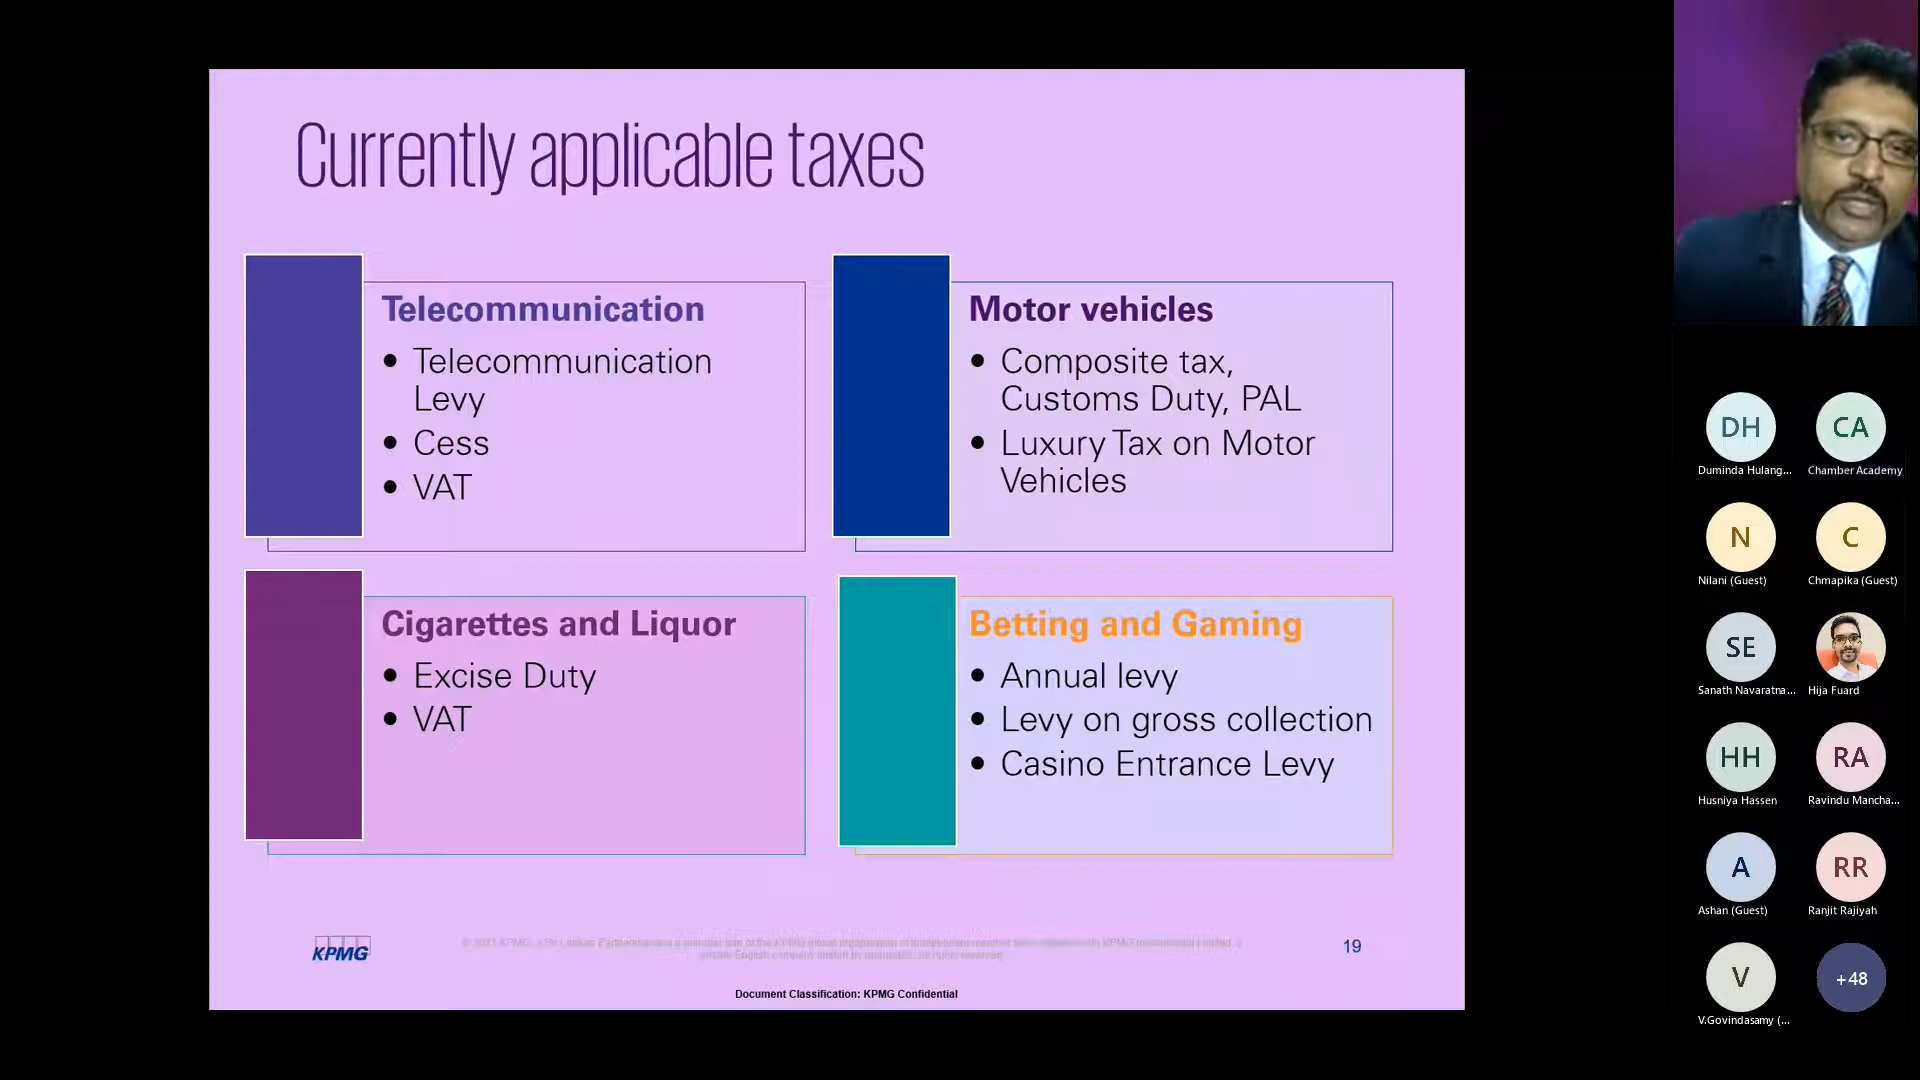 Currently applicable taxes
Telecommunication
• Telecommunication
Levy
• Cess
• VAT
Motor vehicles
• Composite tax,
Customs Duty, PAL
• Luxury Tax on Motor
Vehicles
Cigarettes and Liquor
• Excise Duty
• VAT
Betting and Gaming
• Annual levy
• Levy on gross collection
• Casino Entrance Levy
KPMG
19
Document Classification: KPMG Confidential
DH
Duminda Hulang...
CA
Chamber Academy
N
Nilani (Guest)
C
Chmapika (Guest)
SE
Sanath Navaratna...
Hija Fuard
HH
Husniya Hassen
RA
Ravindu Mancha...
A
Ashan (Guest)
RR
Ranjit Rajiyah
V
V.Govindasamy (...
+48